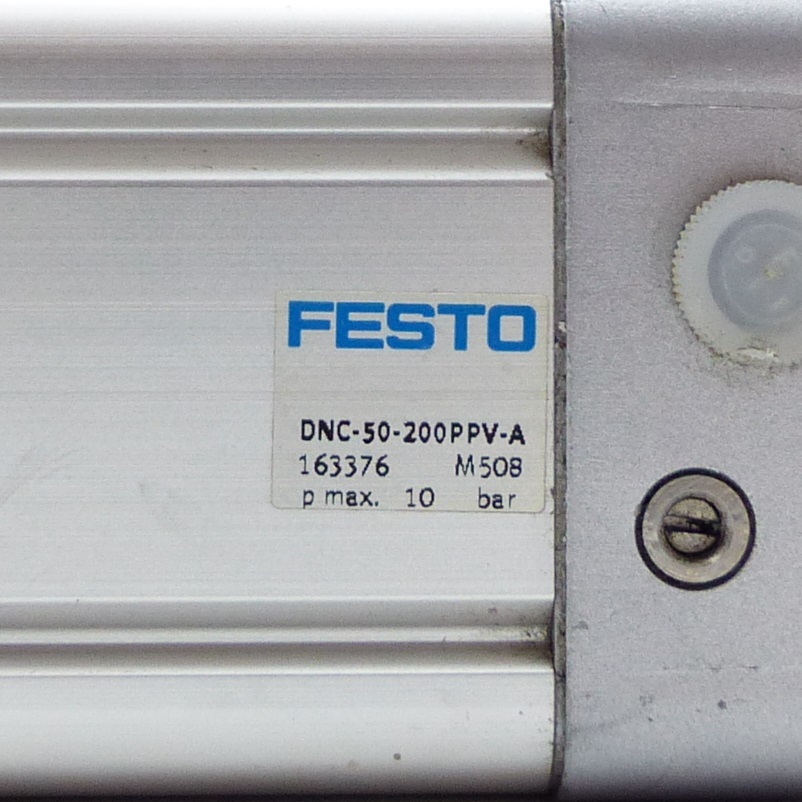 FESTO
DNC-50-200PPV-A
163376 M508
p max. 10 bar